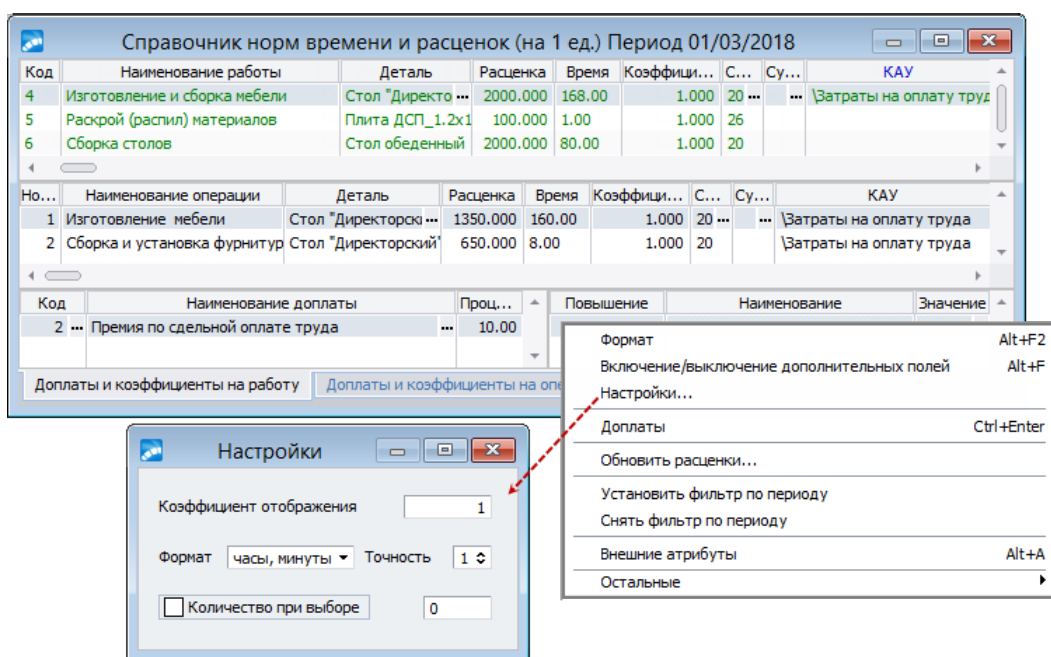 Справочник норм времени и расценок (на 1 ед.) Период 01/03/2018
Код Наименование работы Деталь Расценка Время Коэффици... С... Су... КАУ
4 Изготовление и сборка мебели Стол "Директо ... 2000.000 168.00 1.000 20 ... ... \Затраты на оплату труд
5 Раскрой (распил) материалов Плита ДСП_1.2х1 100.000 1.00 1.000 26
6 Сборка столов Стол обеденный 2000.000 80.00 1.000 20
Но... Наименование операции Деталь Расценка Время Коэффици... С... Су... КАУ
1 Изготовление мебели Стол "Директорскı ... 1350.000 160.00 1.000 20 ... ... \Затраты на оплату труда
2 Сборка и установка фурнитур Стол "Директорский" 650.000 8.00 1.000 20 \Затраты на оплату труда
Код Наименование доплаты Проц... Повышение Наименование Значение
2 ... Премия по сдельной оплате труда ... 10.00
Доплаты и коэффициенты на работу Доплаты и коэффициенты на опе
Формат Alt+F2
Включение/выключение дополнительных полей Alt+F
Настройки...
Доплаты Ctrl+Enter
Обновить расценки...
Установить фильтр по периоду
Снять фильтр по периоду
Внешние атрибуты Alt+A
Остальные
Настройки
Коэффициент отображения 1
Формат часы, минуты Точность 1
Количество при выборе 0